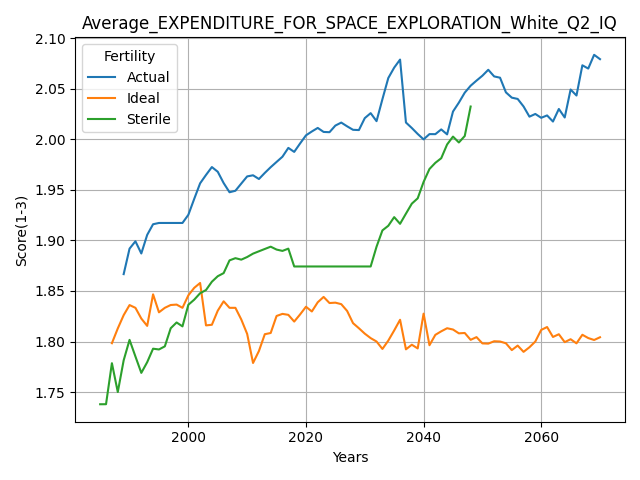 Average_EXPENDITURE_FOR_SPACE_EXPLORATION_White_Q2_IQ
Fertility
Actual
Ideal
Sterile
Score(1-3)
2.10
2.05
2.00
1.95
1.90
1.85
1.80
1.75
2000 2020 2040 2060
Years